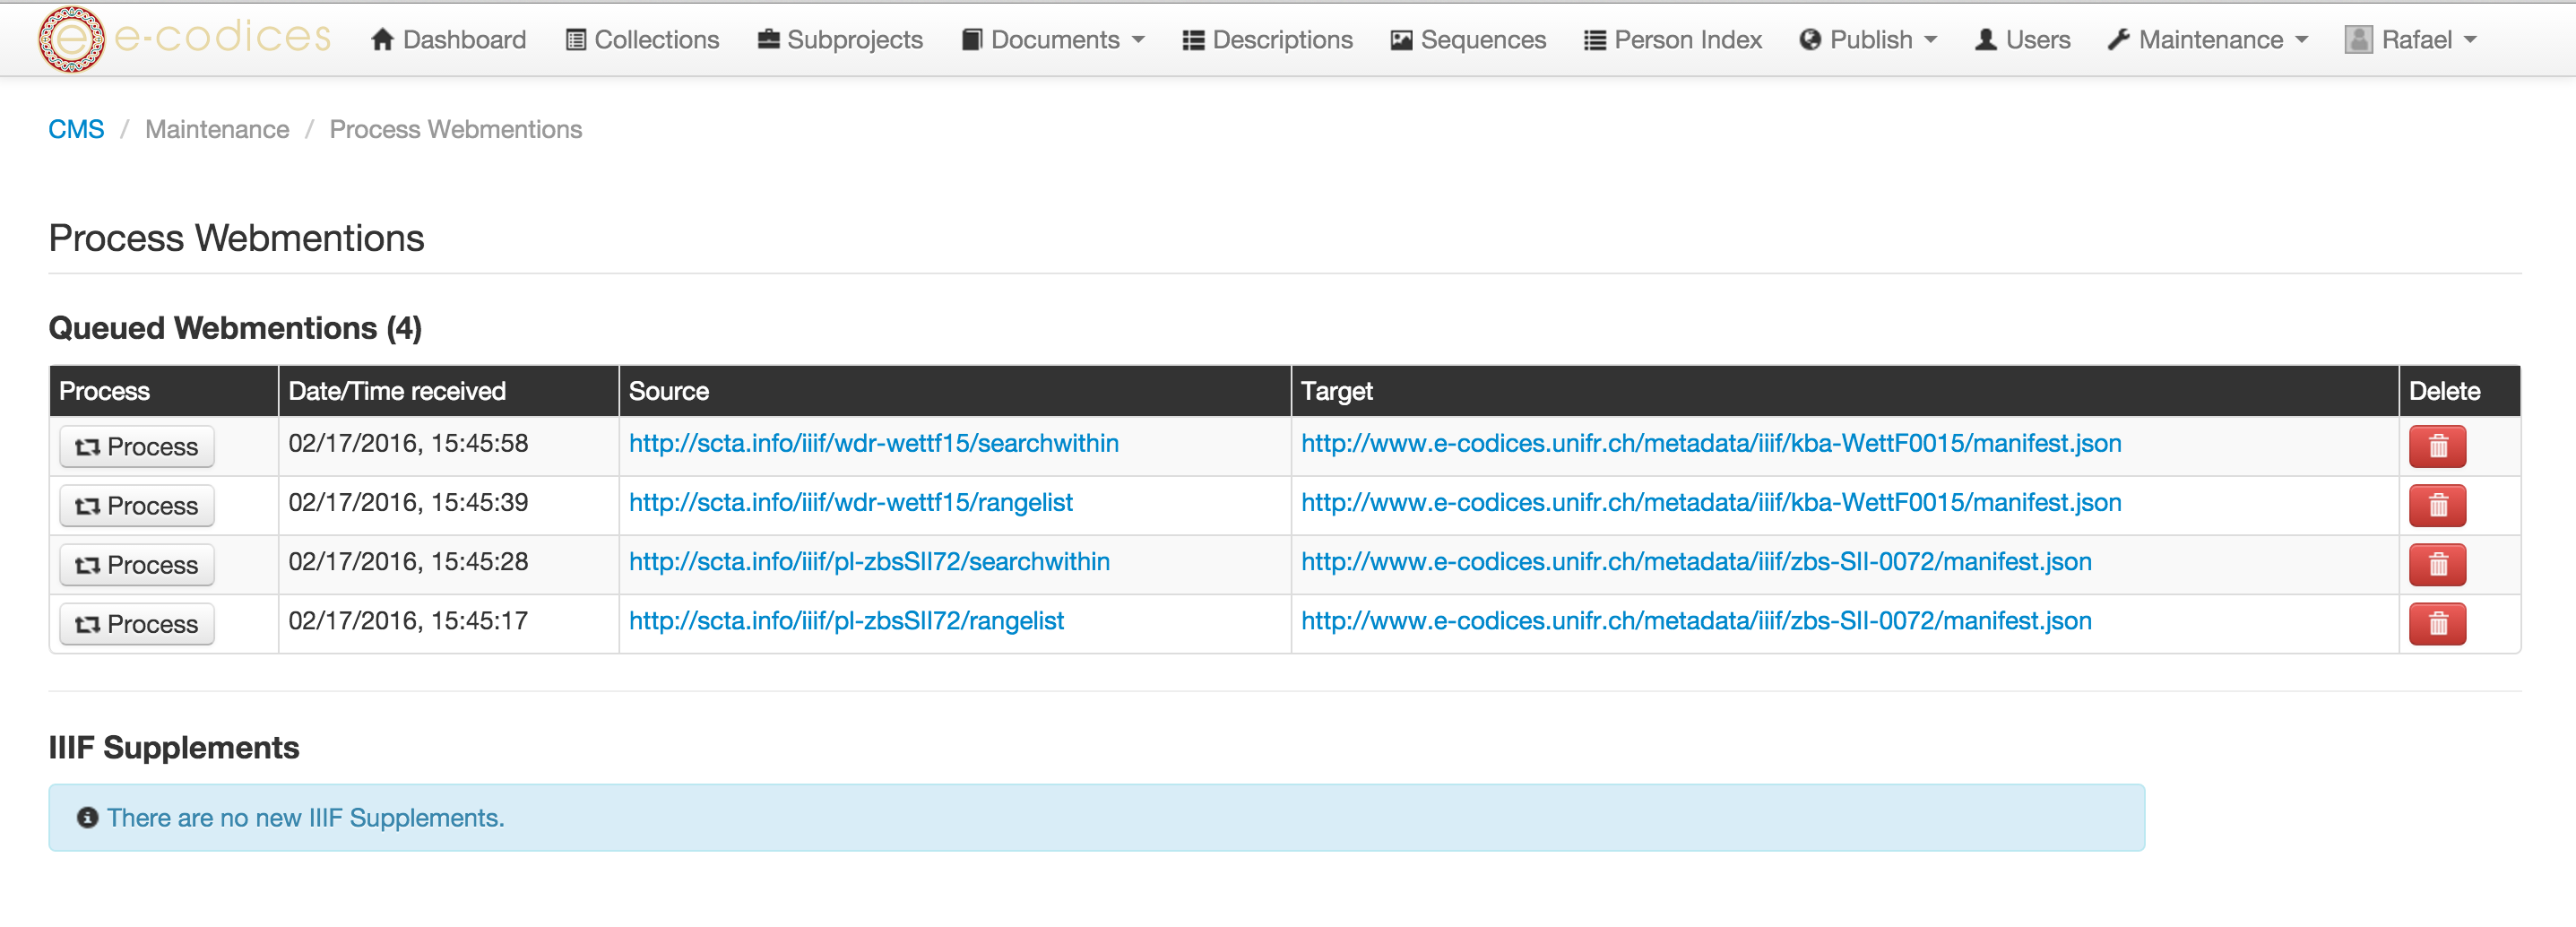 e e-codices Dashboard Collections Subprojects Documents Descriptions Sequences Person Index Publish Users Maintenance Rafael
CMS / Maintenance / Process Webmentions
Process Webmentions
Queued Webmentions (4)
Process Date/Time received Source Target Delete
Process 02/17/2016, 15:45:58 http://scta.info/iiif/wdr-wettf15/searchwithin http://www.e-codices.unifr.ch/metadata/iiif/kba-WettF0015/manifest.json
Process 02/17/2016, 15:45:39 http://scta.info/iiif/wdr-wettf15/rangelist http://www.e-codices.unifr.ch/metadata/iiif/kba-WettF0015/manifest.json
Process 02/17/2016, 15:45:28 http://scta.info/iiif/pl-zbsSII72/searchwithin http://www.e-codices.unifr.ch/metadata/iiif/zbs-SII-0072/manifest.json
Process 02/17/2016, 15:45:17 http://scta.info/iiif/pl-zbsSII72/rangelist http://www.e-codices.unifr.ch/metadata/iiif/zbs-SII-0072/manifest.json
IIIF Supplements
There are no new IIIF Supplements.